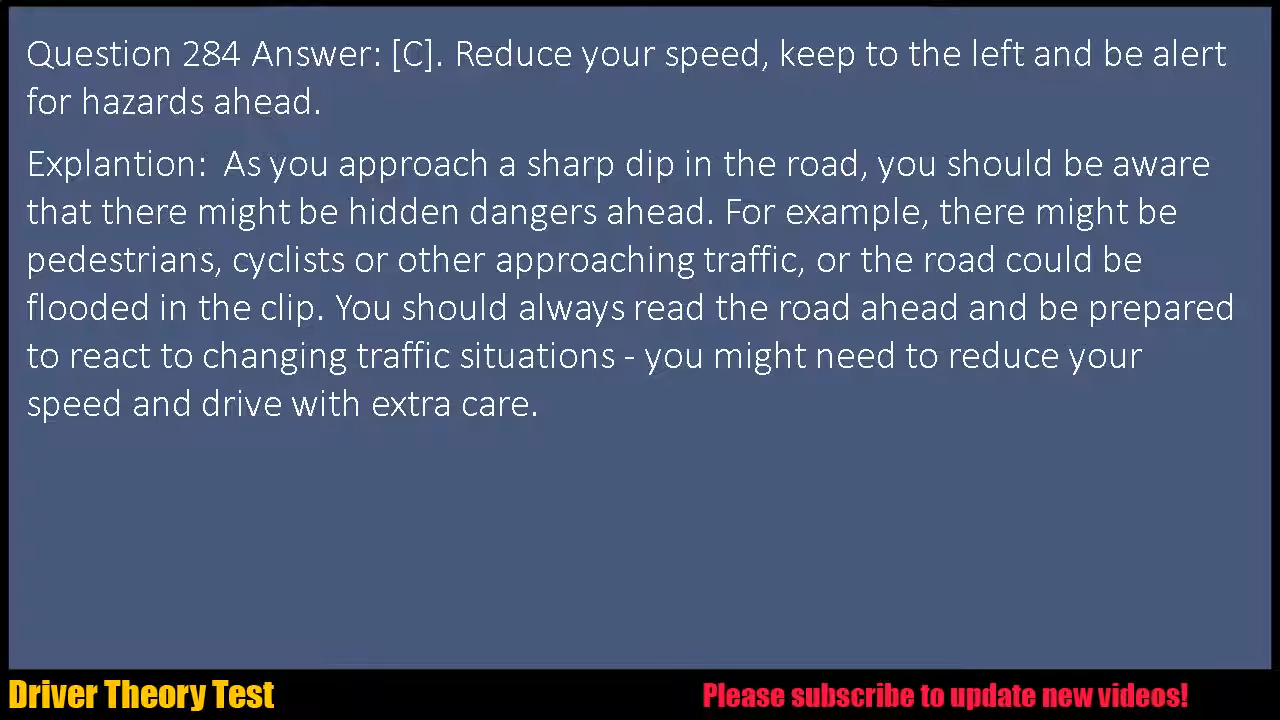 Question 284 Answer: [C]. Reduce your speed, keep to the left and be alert
for hazards ahead.
Explantion:  As you approach a sharp dip in the road, you should be aware
that there might be hidden dangers ahead. For example, there might be
pedestrians, cyclists or other approaching traffic, or the road could be
flooded in the clip. You should always read the road ahead and be prepared
to react to changing traffic situations - you might need to reduce your
speed and drive with extra care.
Driver Theory Test
Please subscribe to update new videos!